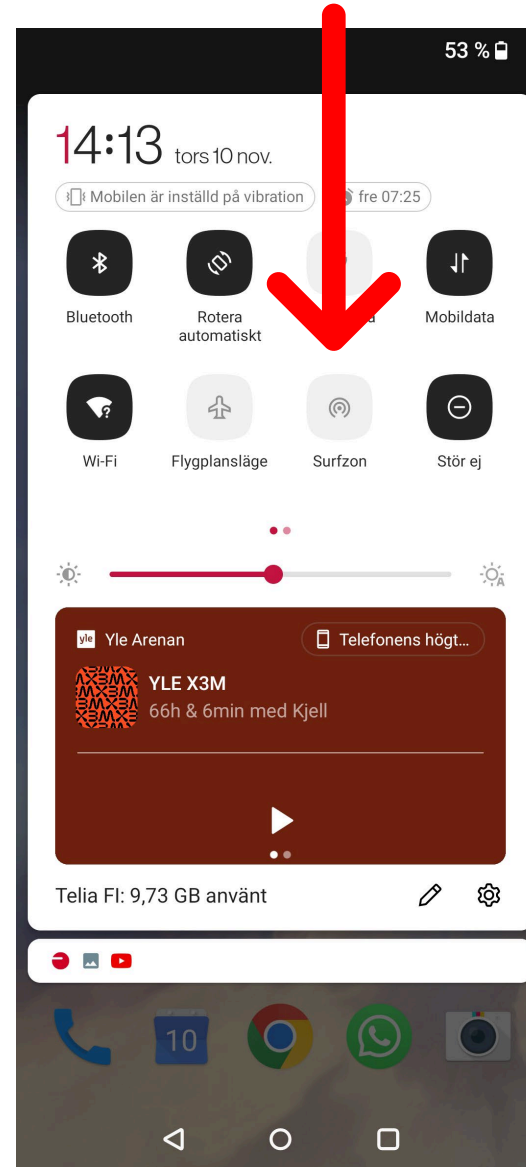 53 %
14:13 tors 10 nov.
Mobilen är inställd på vibration
fre 07:25
Bluetooth
Rotera
automatiskt
Mobildata
Wi-Fi
Flygplansläge
Surfzon
Stör ej
A
yle Yle Arenan
Telefonens högt...
YLE X3M
66h & 6min med Kjell
Telia FI: 9,73 GB använt
10